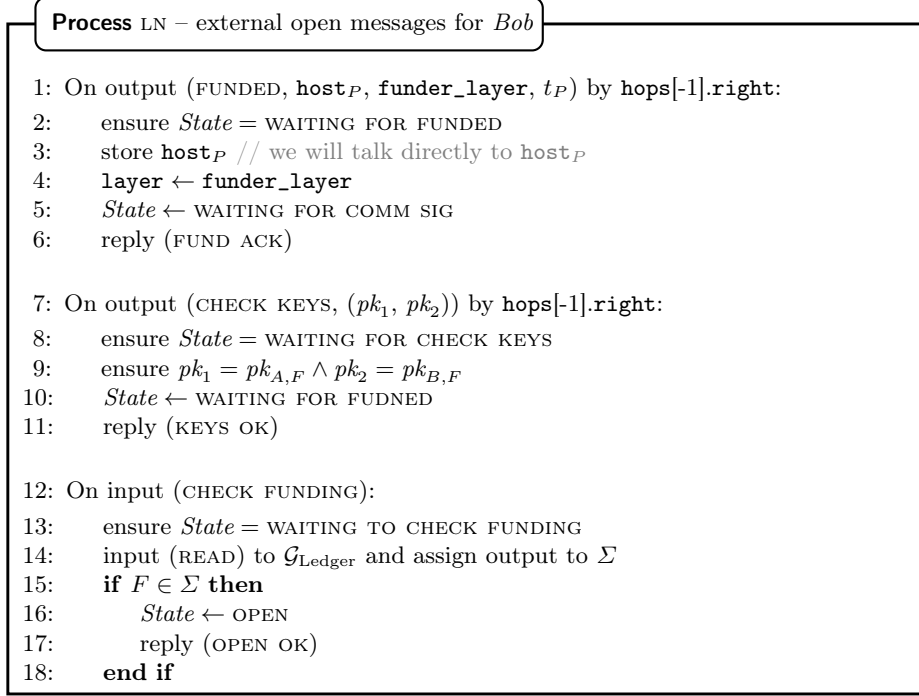 Process LN – external open messages for Bob
1: On output (FUNDED, host_P, funder_layer, t_P) by hops[-1].right:
2: ensure State = WAITING FOR FUNDED
3: store host_P // we will talk directly to host_P
4: layer ← funder_layer
5: State ← WAITING FOR COMM SIG
6: reply (FUND ACK)
7: On output (CHECK KEYS, (pk_1, pk_2)) by hops[-1].right:
8: ensure State = WAITING FOR CHECK KEYS
9: ensure pk_1 = pk_{A,F} ∧ pk_2 = pk_{B,F}
10: State ← WAITING FOR FUDNED
11: reply (KEYS OK)
12: On input (CHECK FUNDING):
13: ensure State = WAITING TO CHECK FUNDING
14: input (READ) to 𝒢_Ledger and assign output to Σ
15: if F ∈ Σ then
16: State ← OPEN
17: reply (OPEN OK)
18: end if